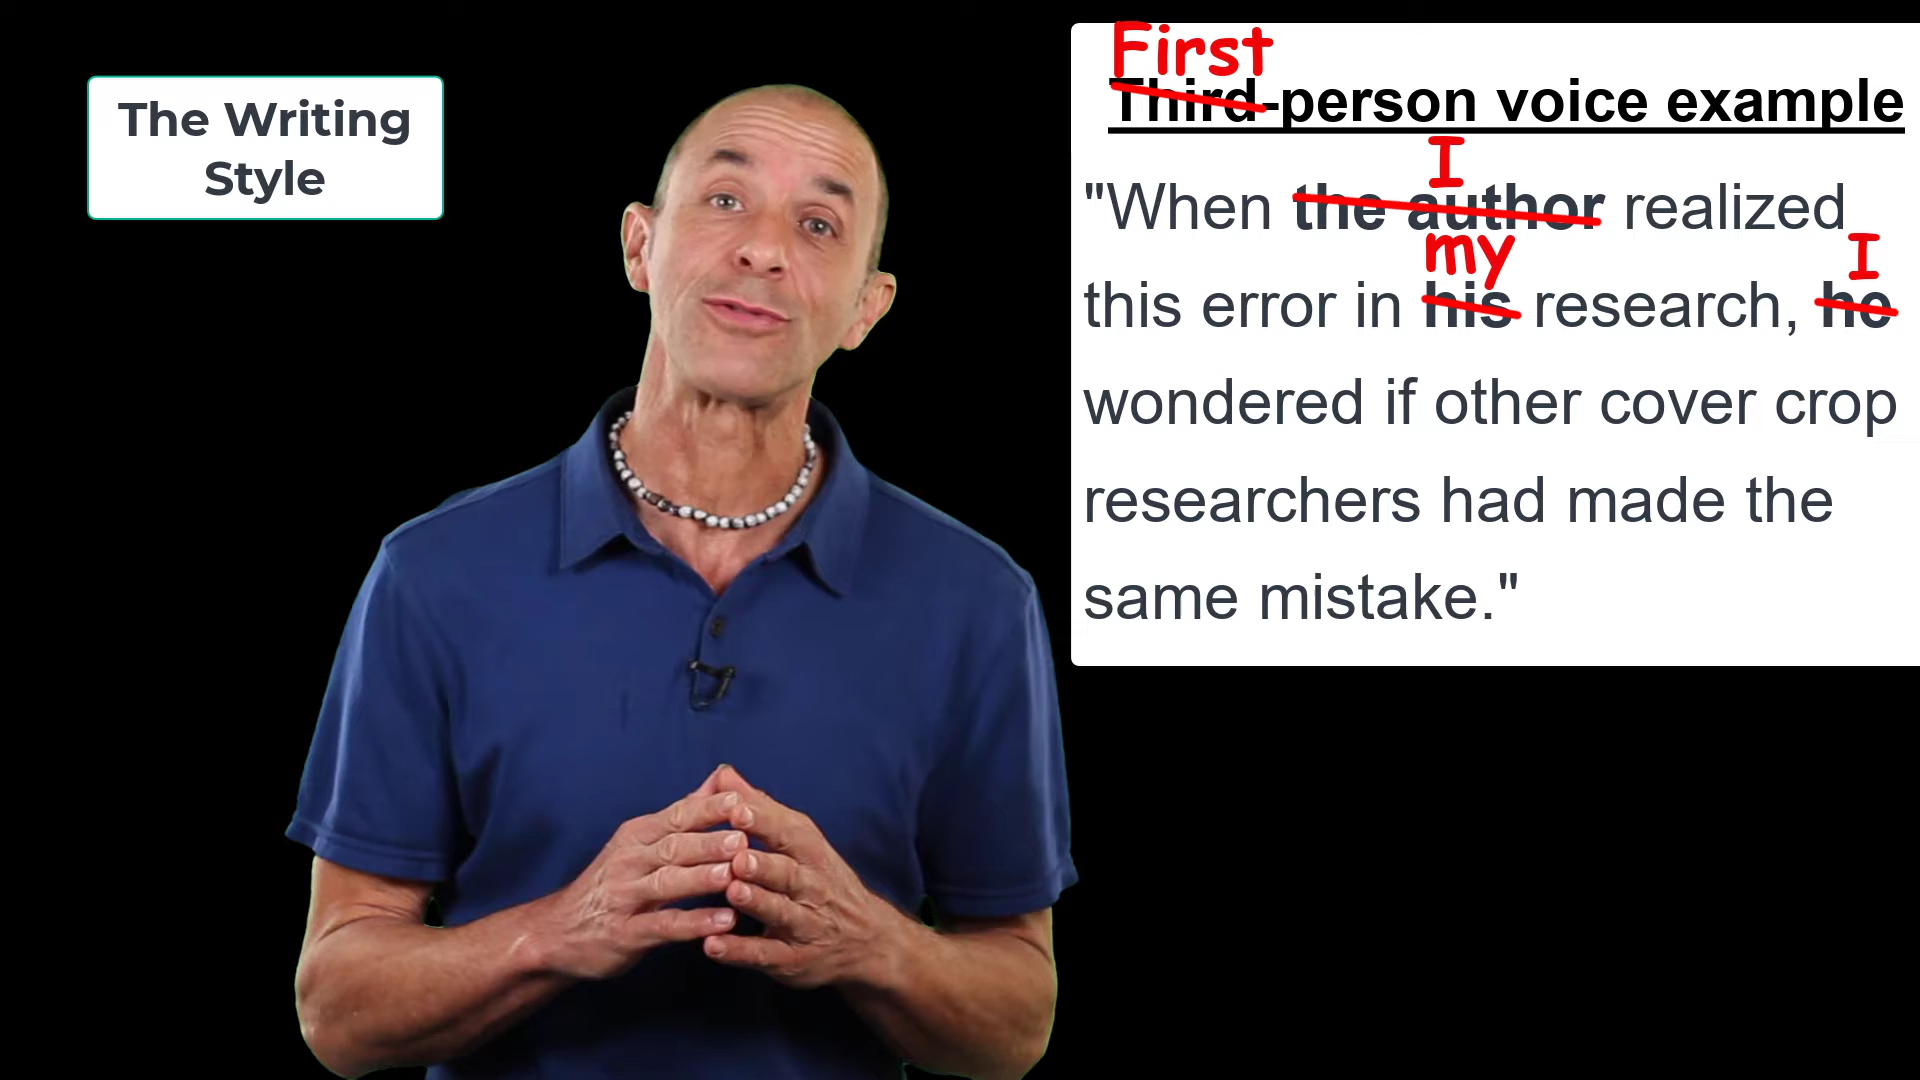 The Writing
Style
First
Third-person voice example
I
"When the author realized
my I
this error in his research, he
wondered if other cover crop
researchers had made the
same mistake."